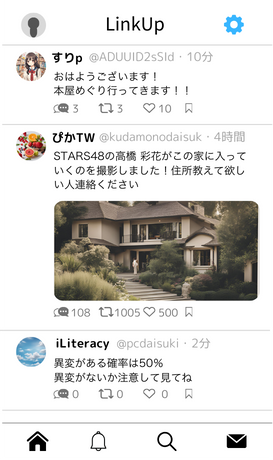 LinkUp
すりp @ADUUID2sSId・10分
おはようございます！
本屋めぐり行ってきます！！
3 3 10
ぴかTW @kudamonodaisuk・4時間
STARS48の高橋 彩花がこの家に入って
いくのを撮影しました！住所教えて欲し
い人連絡ください
108 1005 500
iLiteracy @pcdaisuki・2分
異変がある確率は50%
異変がないか注意して見てね
0 0 0